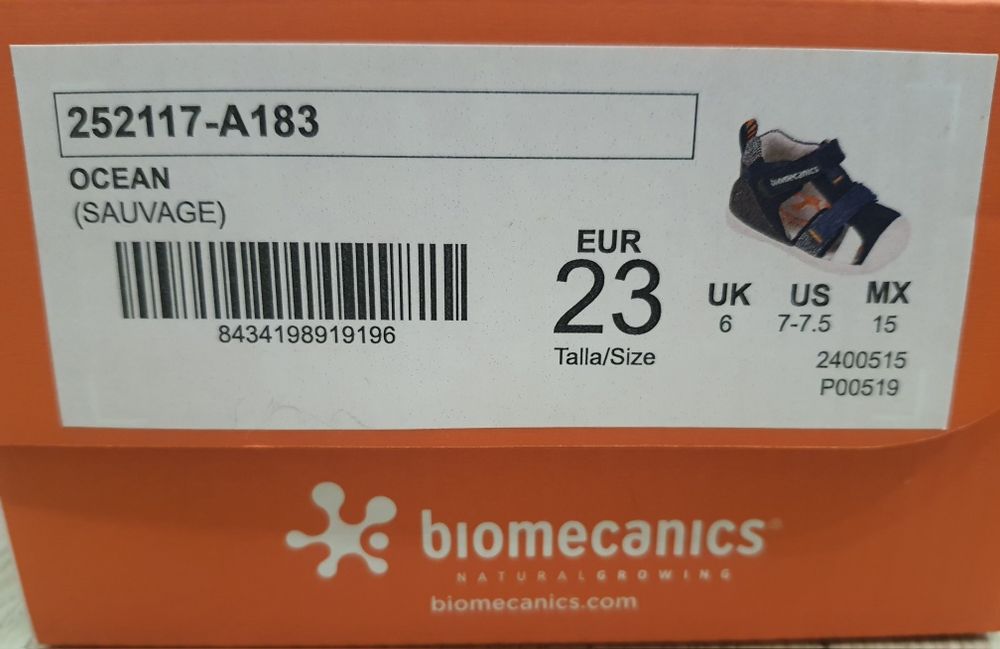 252117-A183
OCEAN
(SAUVAGE)
8434198919196
EUR
23
Talla/Size
biomecanics
UK US MX
6 7-7.5 15
2400515
P00519
biomecanics®
NATURALGROWING
biomecanics.com